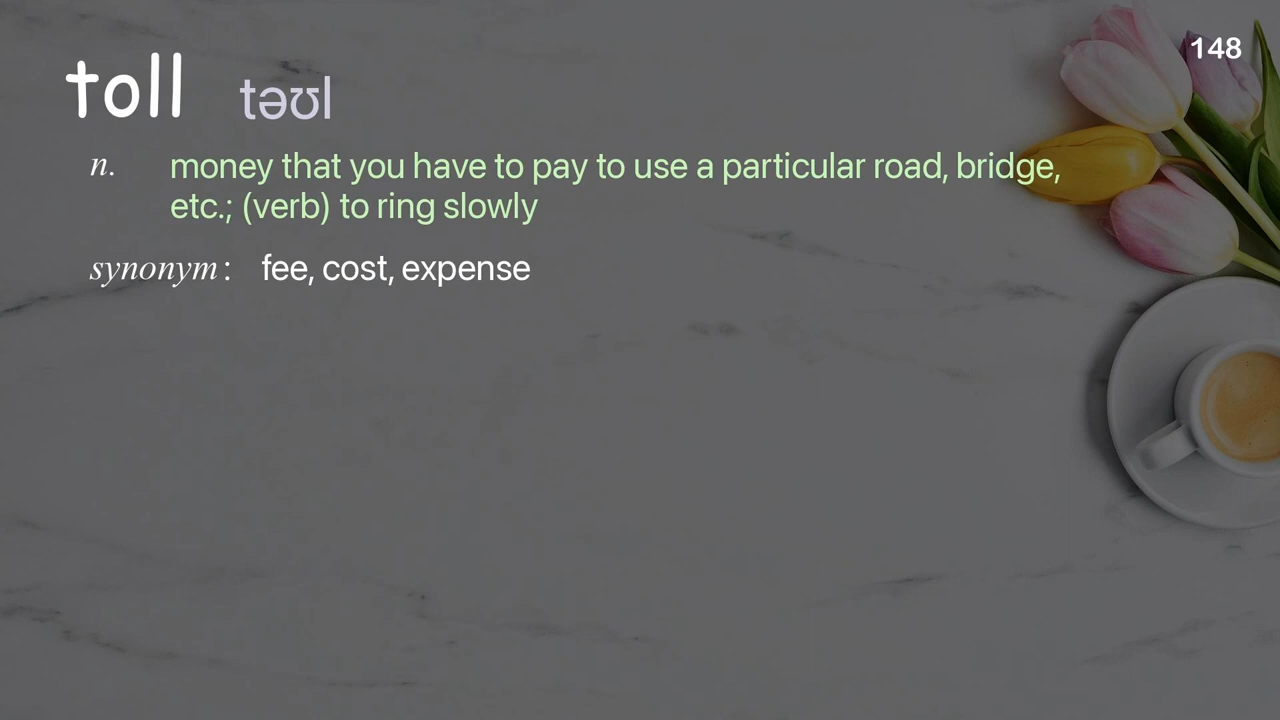 148
toll təʊl
n. money that you have to pay to use a particular road, bridge,
etc.; (verb) to ring slowly
synonym: fee, cost, expense